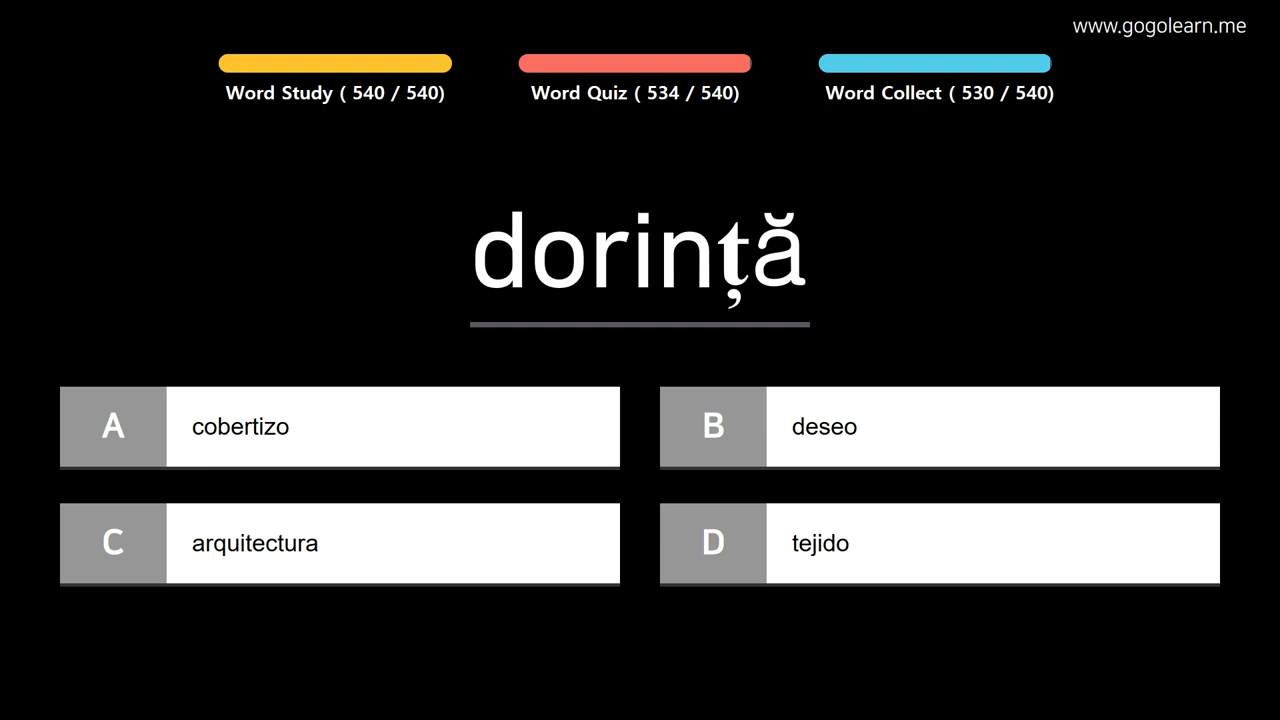 www.gogolearn.me
Word Study ( 540 / 540)
Word Quiz ( 534 / 540)
Word Collect ( 530 / 540)
dorință
A cobertizo
B deseo
C arquitectura
D tejido